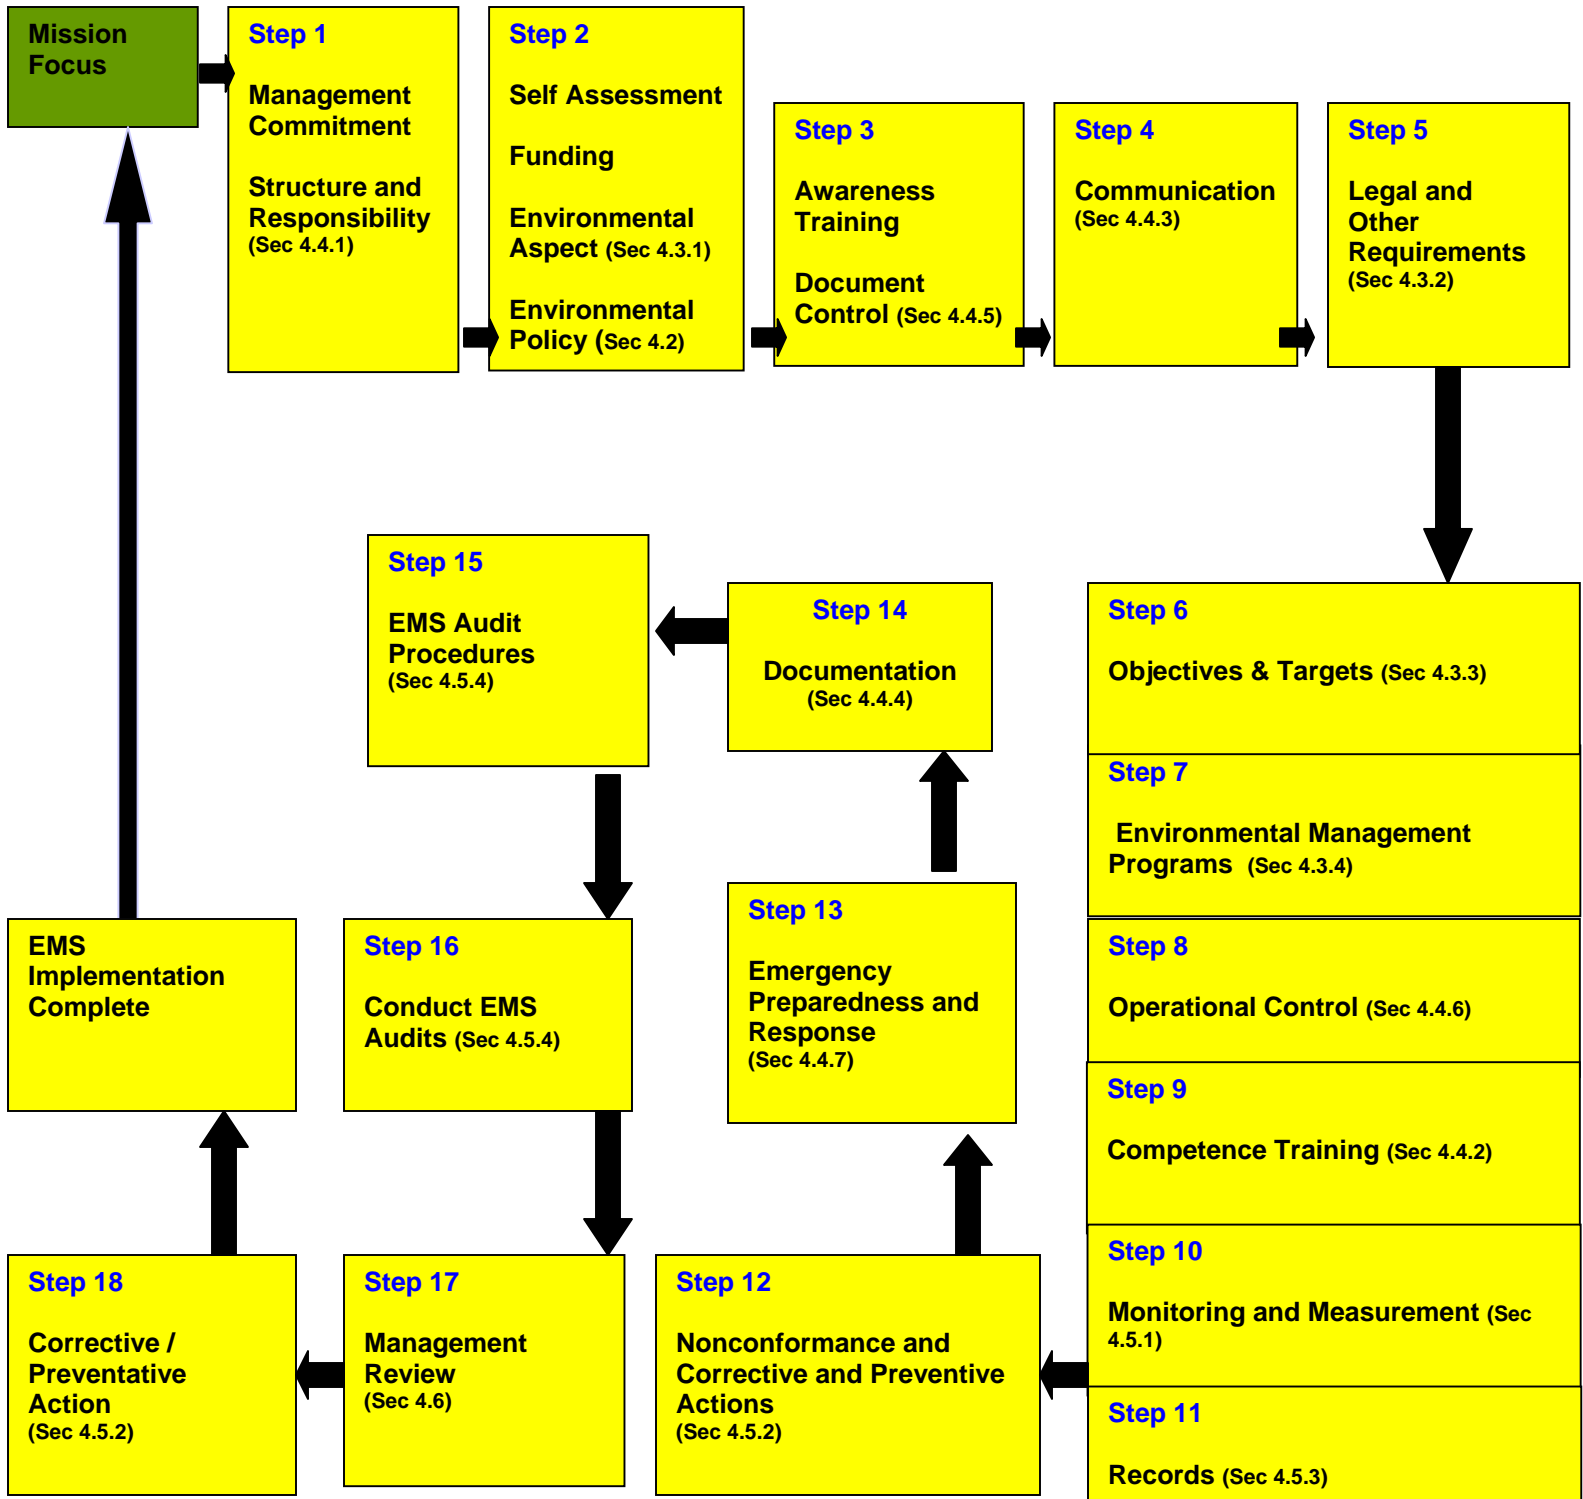 Mission
Focus
Step 1
Management
Commitment
Structure and
Responsibility
(Sec 4.4.1)
Step 2
Self Assessment
Funding
Environmental
Aspect (Sec 4.3.1)
Environmental
Policy (Sec 4.2)
Step 3
Awareness
Training
Document
Control (Sec 4.4.5)
Step 4
Communication
(Sec 4.4.3)
Step 5
Legal and
Other
Requirements
(Sec 4.3.2)
Step 6
Objectives & Targets (Sec 4.3.3)
Step 7
Environmental Management
Programs (Sec 4.3.4)
Step 8
Operational Control (Sec 4.4.6)
Step 9
Competence Training (Sec 4.4.2)
Step 10
Monitoring and Measurement (Sec
4.5.1)
Step 11
Records (Sec 4.5.3)
Step 12
Nonconformance and
Corrective and Preventive
Actions
(Sec 4.5.2)
Step 13
Emergency
Preparedness and
Response
(Sec 4.4.7)
Step 14
Documentation
(Sec 4.4.4)
Step 15
EMS Audit
Procedures
(Sec 4.5.4)
Step 16
Conduct EMS
Audits (Sec 4.5.4)
Step 17
Management
Review
(Sec 4.6)
Step 18
Corrective /
Preventative
Action
(Sec 4.5.2)
EMS
Implementation
Complete